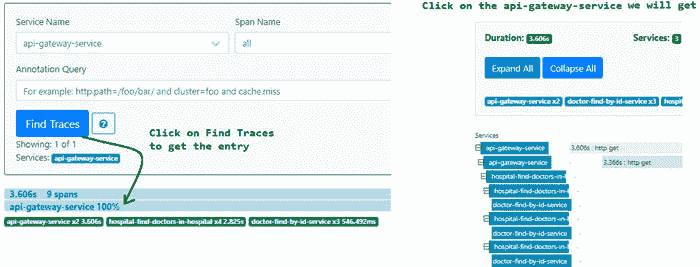 Service Name
Span Name
api-gateway-service
all
Annotation Query
For example: http.path=/foo/bar/ and cluster=foo and cache.miss
Find Traces
?
Showing: 1 of 1
Services: api-gateway-service
Click on Find Traces
to get the entry
3.606s 9 spans
api-gateway-service 100%
api-gateway-service x2 3.606s hospital-find-doctors-in-hospital x4 2.825s doctor-find-by-id-service x3 546.492ms
Click on the api-gateway-service we will get
Duration: 3.606s Services: 3
Expand All Collapse All
api-gateway-service x2 doctor-find-by-id-service x3 hospit
Services
api-gateway-service 3.606s : http get
api-gateway-service 3.366s : http get
hospital-find-doctors-in-l
hospital-find-doctors-in-l
doctor-find-by-id-service
hospital-find-doctors-in-l
doctor-find-by-id-service
hospital-find-doctors-in-l
doctor-find-by-id-service